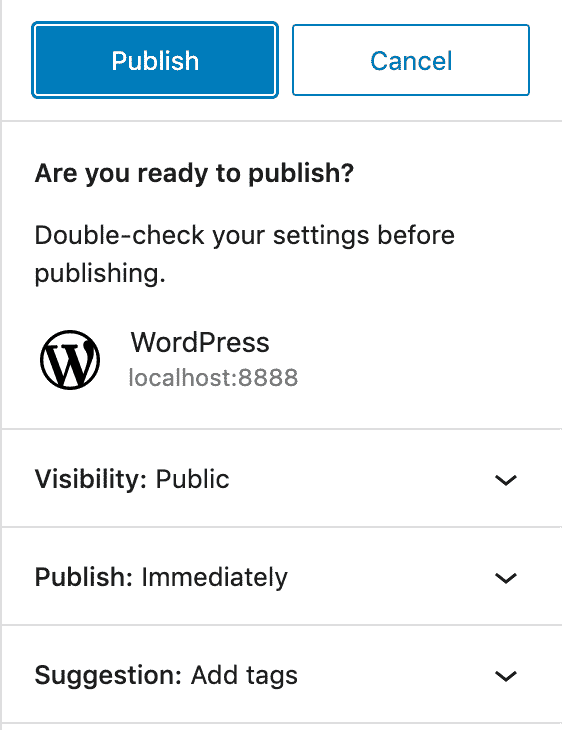 Publish
Cancel
Are you ready to publish?
Double-check your settings before
publishing.
WordPress
localhost:8888
Visibility: Public
Publish: Immediately
Suggestion: Add tags